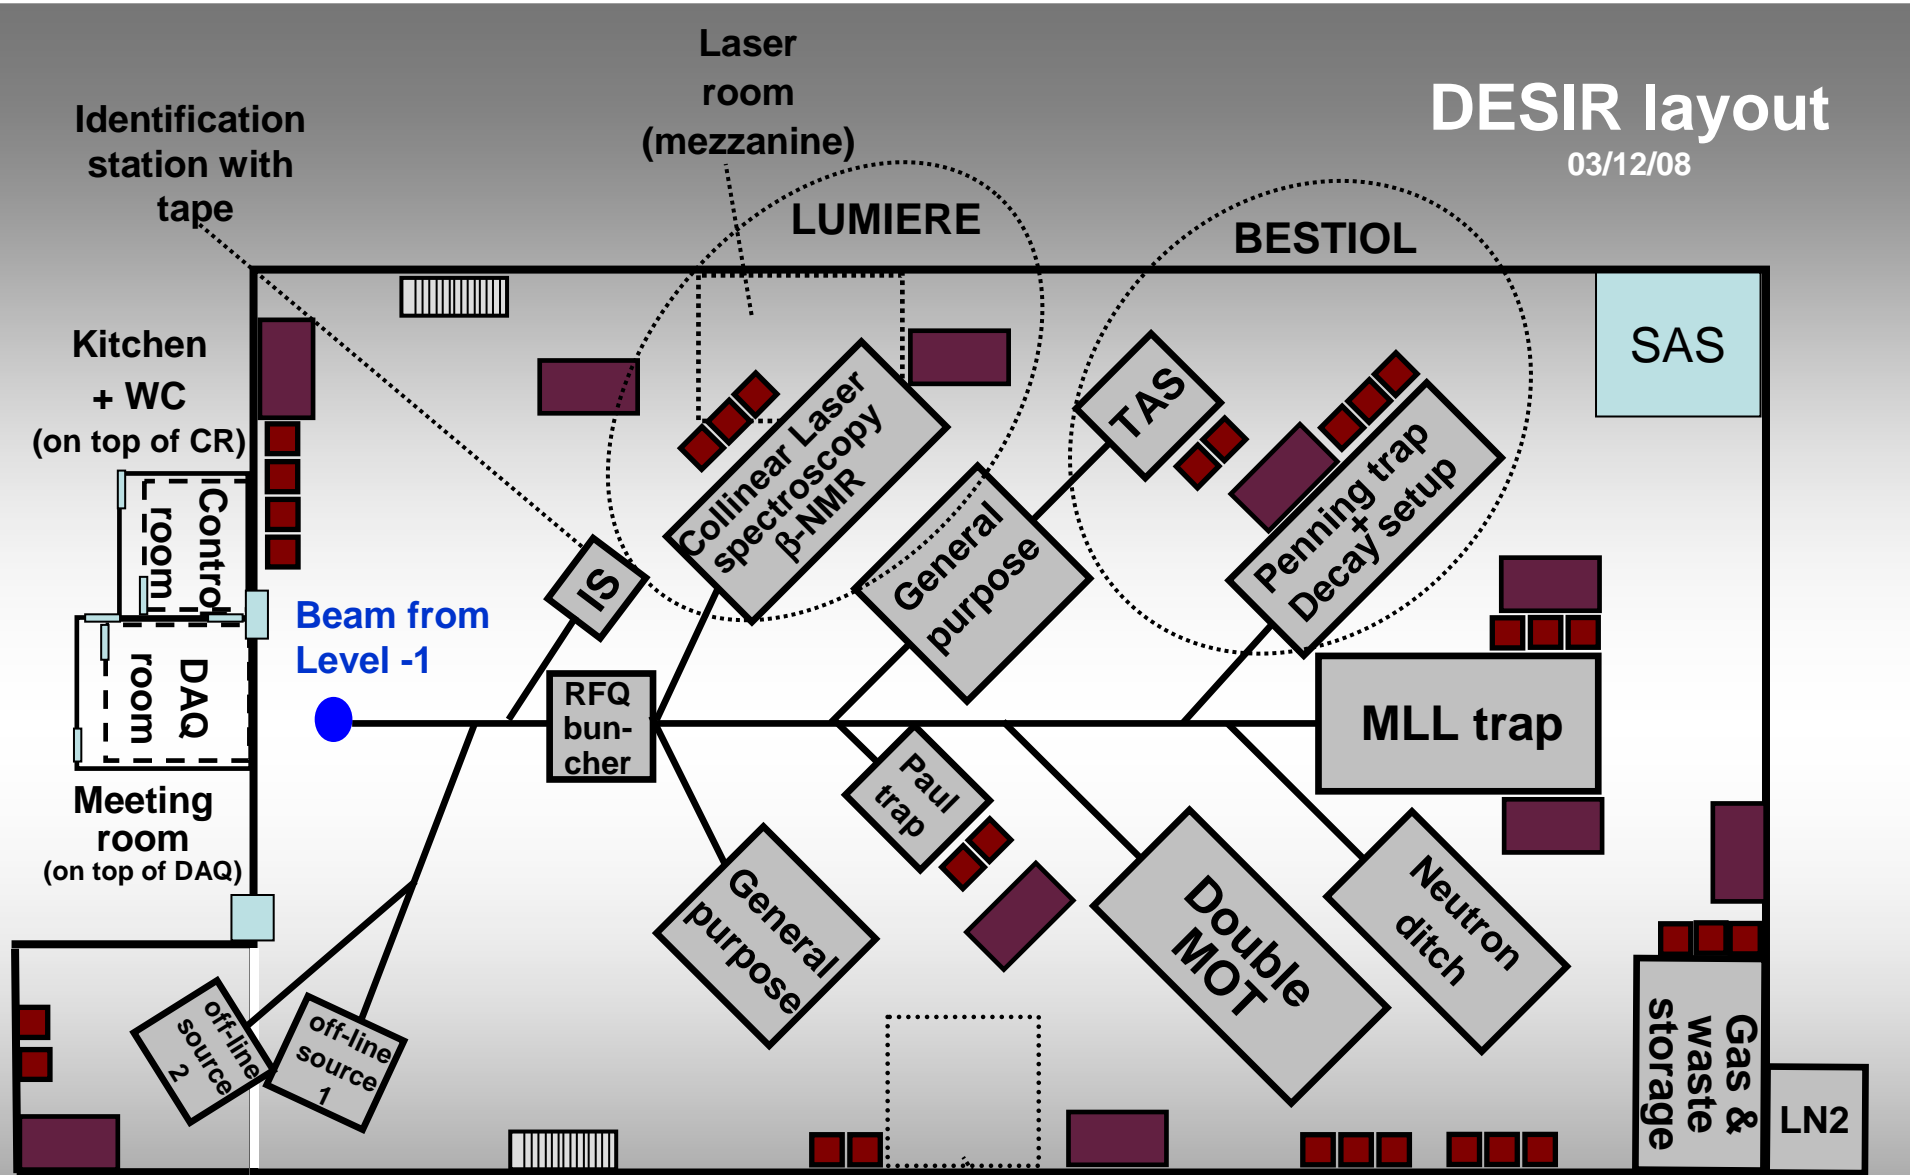 Laser
room
(mezzanine)
DESIR layout
03/12/08
Identification
station with
tape
LUMIERE
BESTIOL
SAS
Kitchen
+ WC
(on top of CR)
Contro
room
DAQ
room
Meeting
room
(on top of DAQ)
Beam from
Level -1
IS
RFQ
bun-
cher
Collinear Laser
spectroscopy
β-NMR
General
purpose
TAS
Penning trap
+
Decay setup
MLL trap
Paul
trap
General
purpose
Double
MOT
Neutron
ditch
off-line
source
2
off-line
source
1
Gas &
waste
storage
LN2